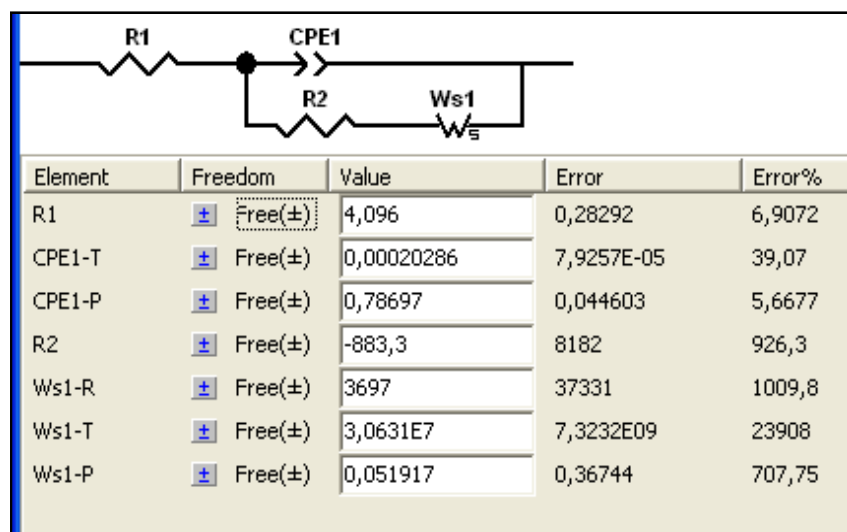 R1 CPE1
R2 Ws1
Ws
Element Freedom Value Error Error%
R1 ± Free(±) 4,096 0,28292 6,9072
CPE1-T ± Free(±) 0,00020286 7,9257E-05 39,07
CPE1-P ± Free(±) 0,78697 0,044603 5,6677
R2 ± Free(±) -883,3 8182 926,3
Ws1-R ± Free(±) 3697 37331 1009,8
Ws1-T ± Free(±) 3,0631E7 7,3232E09 23908
Ws1-P ± Free(±) 0,051917 0,36744 707,75